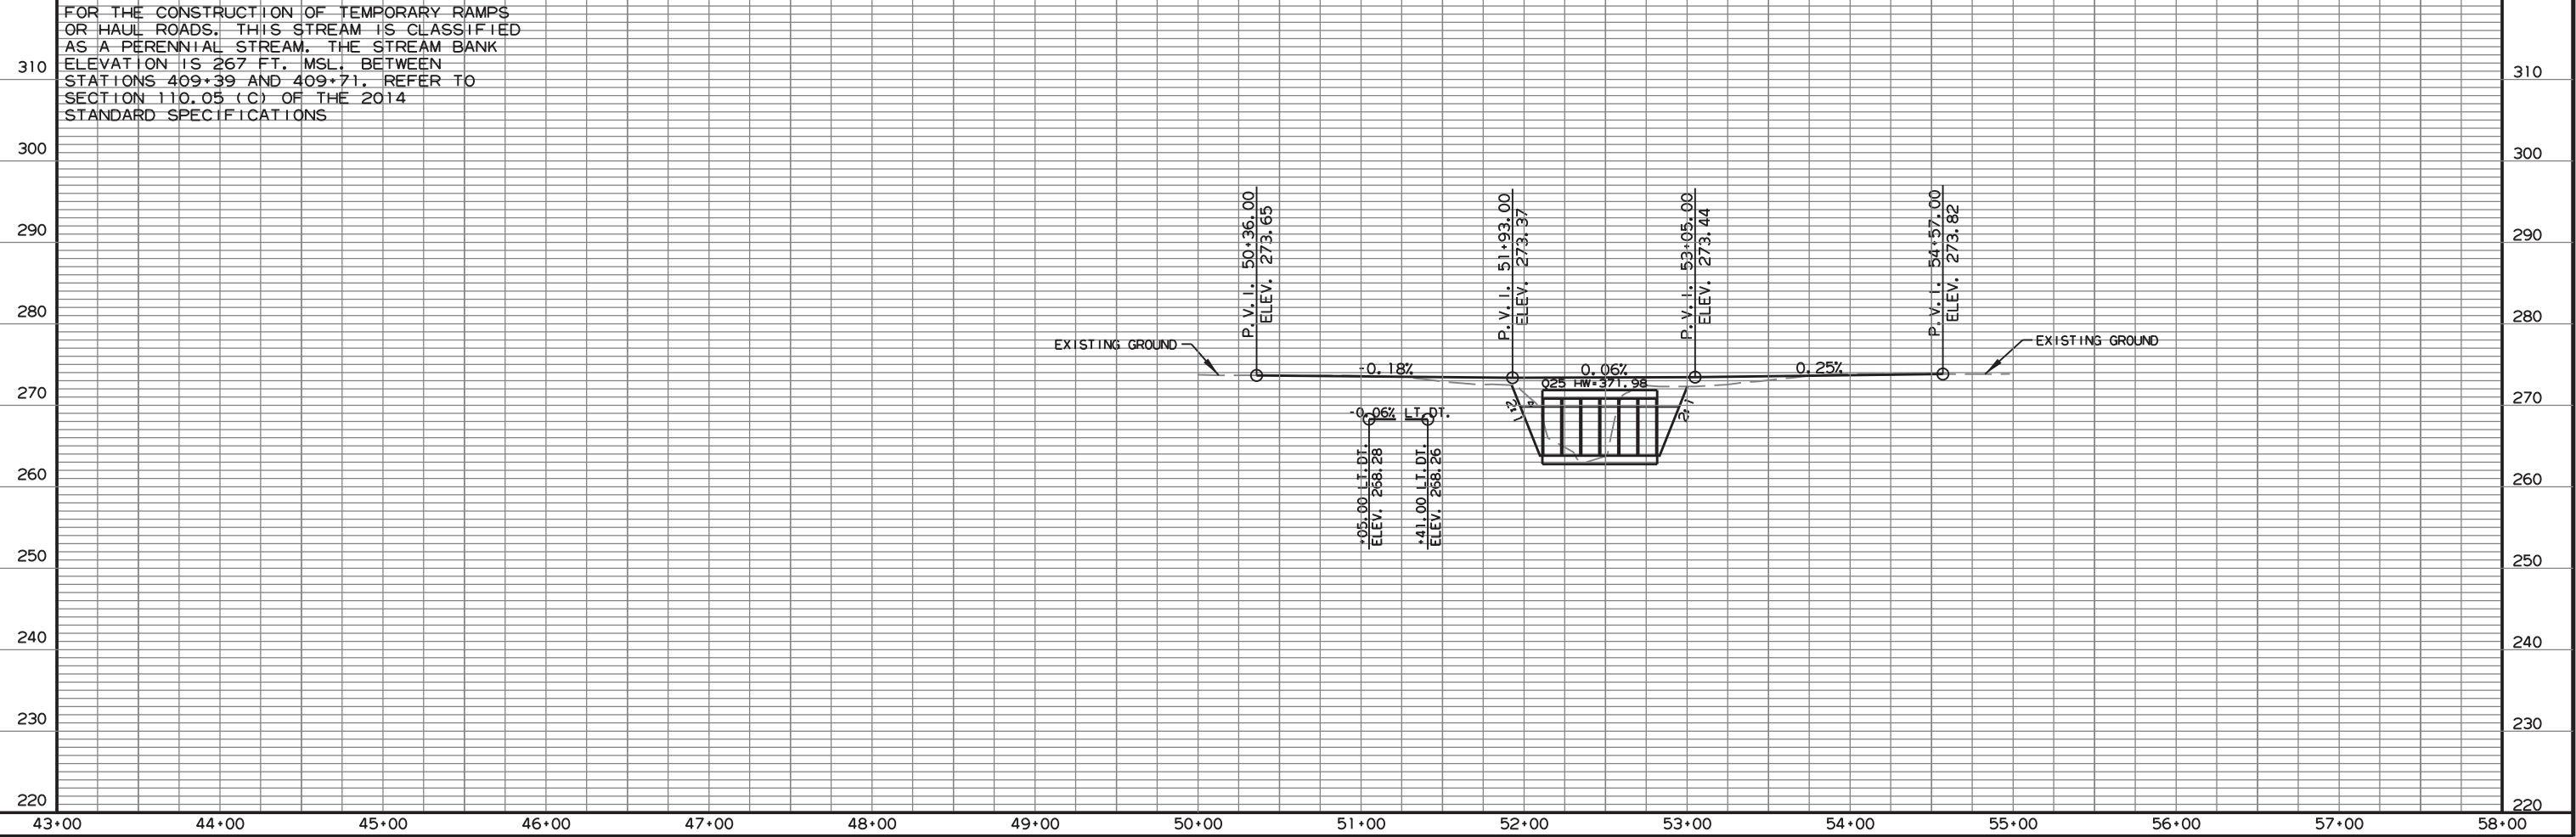 FOR THE CONSTRUCTION OF TEMPORARY RAMPS
OR HAUL ROADS. THIS STREAM IS CLASSIFIED
AS A PERENNIAL STREAM. THE STREAM BANK
ELEVATION IS 267 FT. MSL. BETWEEN
STATIONS 409+39 AND 409+71. REFER TO
SECTION 110.05 (C) OF THE 2014
STANDARD SPECIFICATIONS
310
310
300
300
P.V.I. 50+36.00
ELEV. 273.65
P.V.I. 51+93.00
ELEV. 273.37
P.V.I. 53+05.00
ELEV. 273.44
P.V.I. 54+57.00
ELEV. 273.82
290
290
280
280
EXISTING GROUND
EXISTING GROUND
-0.18%
0.06%
0.25%
Q25 HW=371.98
270
270
-0.06% LT.DT.
2:1
+05.00 LT.DT.
ELEV. 268.28
+41.00 LT.DT.
ELEV. 268.26
260
260
250
250
240
240
230
230
220
220
43+00 44+00 45+00 46+00 47+00 48+00 49+00 50+00 51+00 52+00 53+00 54+00 55+00 56+00 57+00 58+00